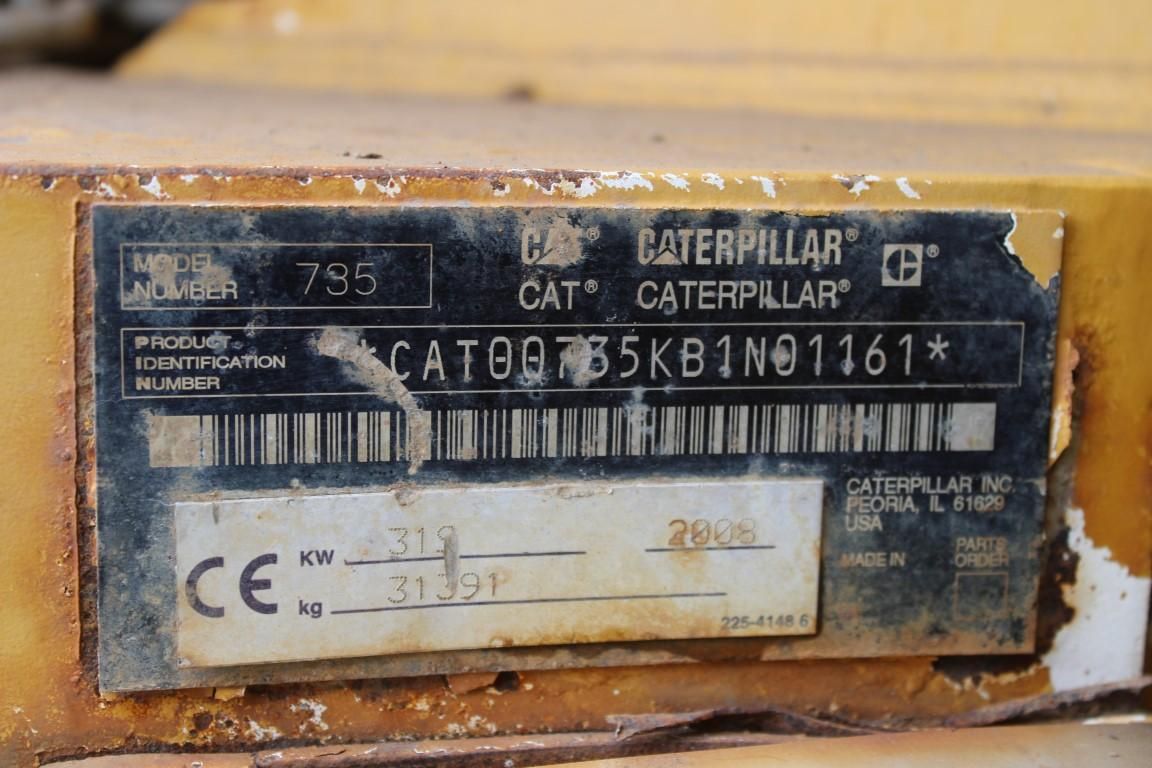 MODEL NUMBER 735
CAT® CATERPILLAR® C®
CAT® CATERPILLAR®
PRODUCT IDENTIFICATION NUMBER *CAT00735KB1N01161*
CE KW 319 2008
kg 31391
225-4148 6
CATERPILLAR INC.
PEORIA, IL 61629
USA
MADE IN
PARTS ORDER